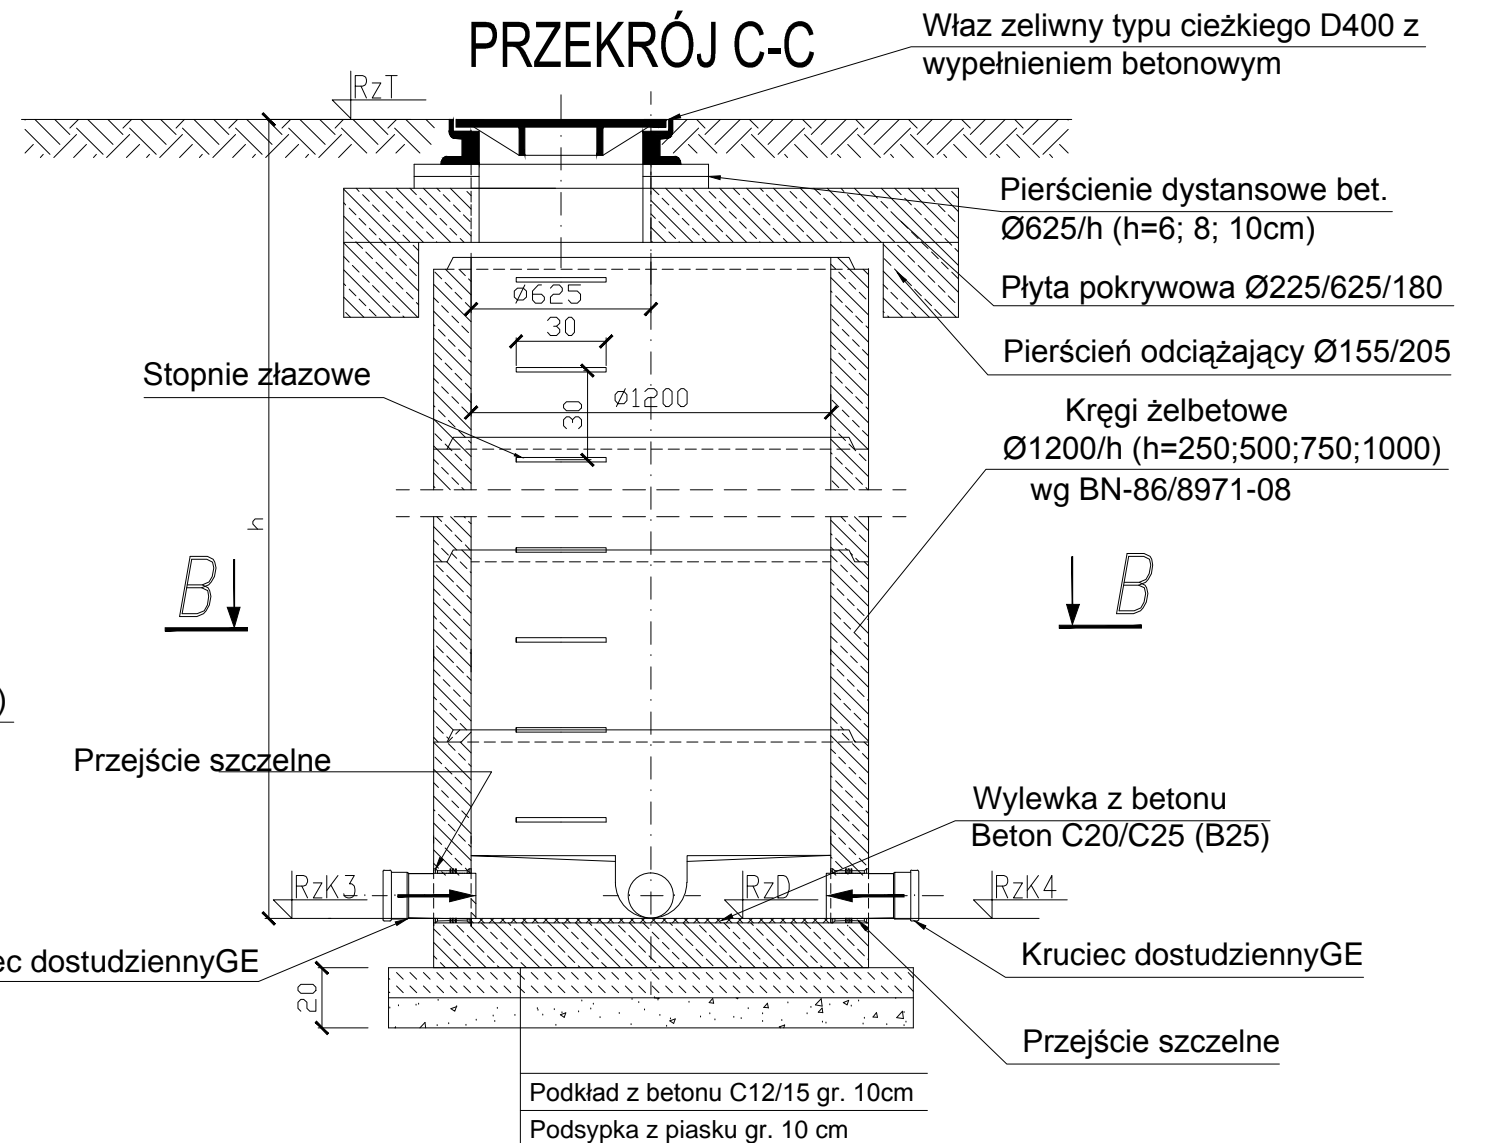 PRZEKRÓJ C-C
Właz zeliwny typu cieżkiego D400 z
wypełnieniem betonowym
RzT
Pierścienie dystansowe bet.
Ø625/h (h=6; 8; 10cm)
Płyta pokrywowa Ø225/625/180
Ø625
30
Pierścień odciążający Ø155/205
Stopnie złazowe
30
Ø1200
Kręgi żelbetowe
Ø1200/h (h=250;500;750;1000)
wg BN-86/8971-08
h
B
B
)
Przejście szczelne
Wylewka z betonu
Beton C20/C25 (B25)
RzK3
RzD
RzK4
ec dostudziennyGE
Kruciec dostudziennyGE
20
Przejście szczelne
Podkład z betonu C12/15 gr. 10cm
Podsypka z piasku gr. 10 cm